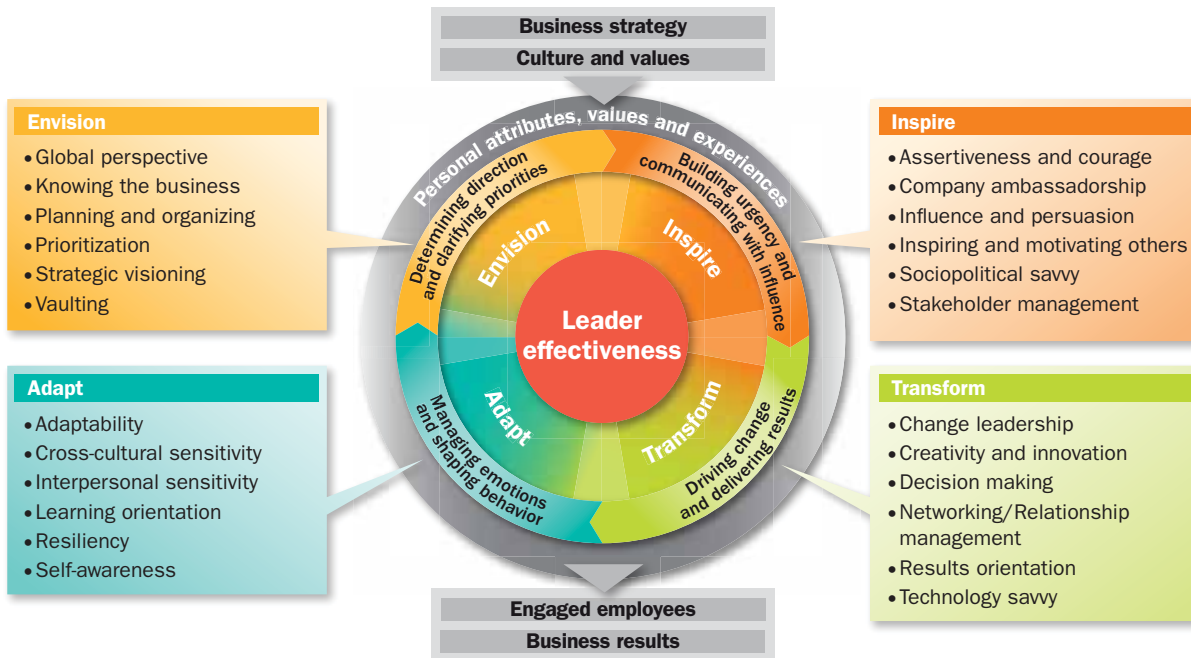 Business strategy
Culture and values
Personal attributes, values and experiences
Envision
• Global perspective
• Knowing the business
• Planning and organizing
• Prioritization
• Strategic visioning
• Vaulting
Inspire
• Assertiveness and courage
• Company ambassadorship
• Influence and persuasion
• Inspiring and motivating others
• Sociopolitical savvy
• Stakeholder management
Determining direction
and clarifying priorities
Building urgency and
communicating with influence
Envision
Inspire
Leader
effectiveness
Adapt
Transform
Managing emotions
and shaping behavior
Driving change
and delivering results
Adapt
• Adaptability
• Cross-cultural sensitivity
• Interpersonal sensitivity
• Learning orientation
• Resiliency
• Self-awareness
Transform
• Change leadership
• Creativity and innovation
• Decision making
• Networking/Relationship
management
• Results orientation
• Technology savvy
Engaged employees
Business results